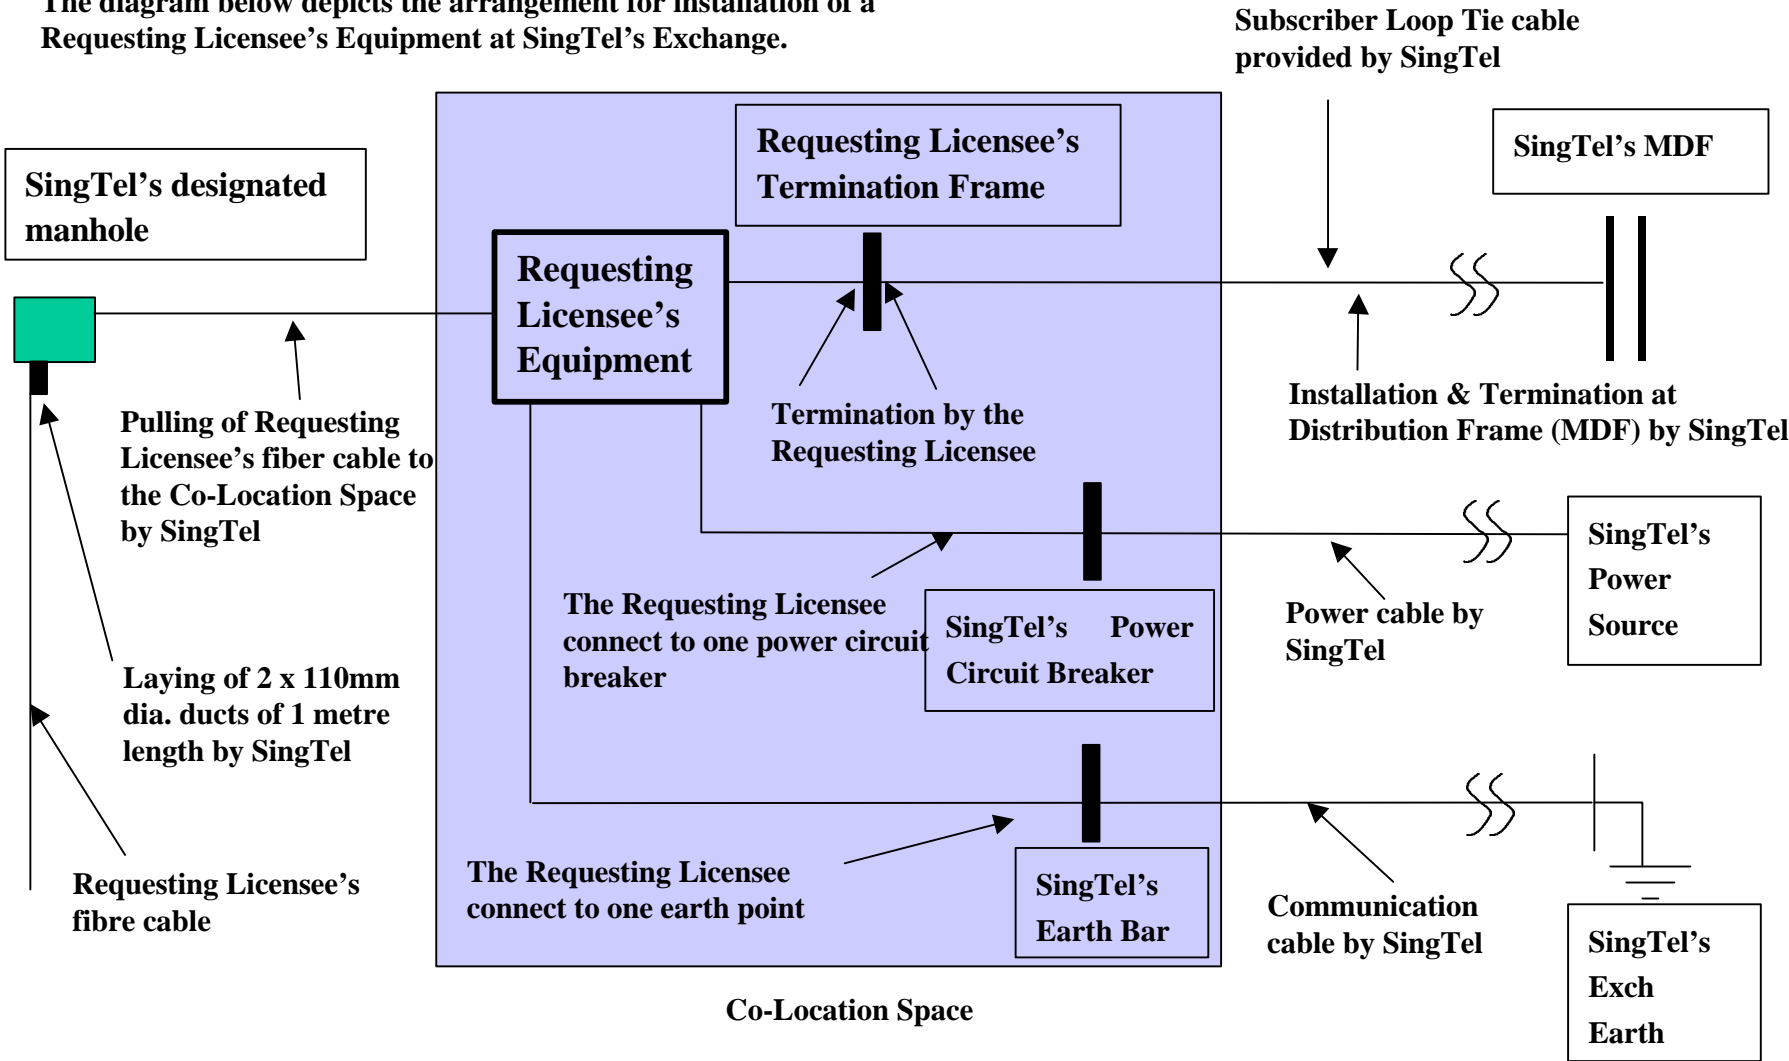 The diagram below depicts the arrangement for installation of a
Requesting Licensee's Equipment at SingTel's Exchange.
Subscriber Loop Tie cable
provided by SingTel
SingTel's designated
manhole
Requesting Licensee's
Termination Frame
SingTel's MDF
Requesting
Licensee's
Equipment
Pulling of Requesting
Licensee's fiber cable to
the Co-Location Space
by SingTel
Termination by the
Requesting Licensee
Installation & Termination at
Distribution Frame (MDF) by SingTel
The Requesting Licensee
connect to one power circuit
breaker
SingTel's Power
Circuit Breaker
Power cable by
SingTel
SingTel's
Power
Source
Laying of 2 x 110mm
dia. ducts of 1 metre
length by SingTel
Requesting Licensee's
fibre cable
The Requesting Licensee
connect to one earth point
SingTel's
Earth Bar
Communication
cable by SingTel
SingTel's
Exch
Earth
Co-Location Space